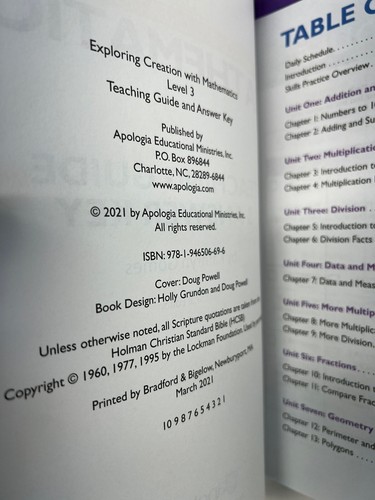 Exploring Creation with Mathematics
Level 3
Teaching Guide and Answer Key
Published by
Apologia Educational Ministries, Inc.
P.O. Box 896844
Charlotte, NC, 28289-6844
www.apologia.com
© 2021 by Apologia Educational Ministries, Inc.
All rights reserved.
ISBN: 978-1-946506-69-6
Cover: Doug Powell
Book Design: Holly Grundon and Doug Powell
Unless otherwise noted, all Scripture quotations are taken from the
Holman Christian Standard Bible (HCSB)
Copyright © 1960, 1977, 1995 by the Lockman Foundation. Used by
Printed by Bradford & Bigelow, Newburyport, MA
March 2021
10 9 8 7 6 5 4 3 2 1
TABLE
Daily Schedule
Introduction
Skills Practice Overview
Unit One: Addition and
Chapter 1: Numbers to
Chapter 2: Adding and
Unit Two: Multiplication
Chapter 3: Introduction to
Chapter 4: Multiplication
Unit Three: Division
Chapter 5: Introduction to
Chapter 6: Division Facts
Unit Four: Data and
Chapter 7: Data and
Unit Five: More
Chapter 8: More
Chapter 9: More Division,
Unit Six: Fractions
Chapter 10: Introduction
Chapter 11: Compare
Unit Seven: Geometry
Chapter 12: Perimeter and
Chapter 13: Polygons